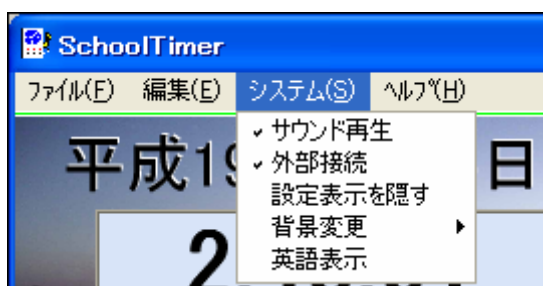 SchoolTimer
ファイル(F) 編集(E) システム(S) ヘルプ(H)
サウンド再生
外部接続
設定表示を隠す
背景変更
英語表示
平成19 日
2